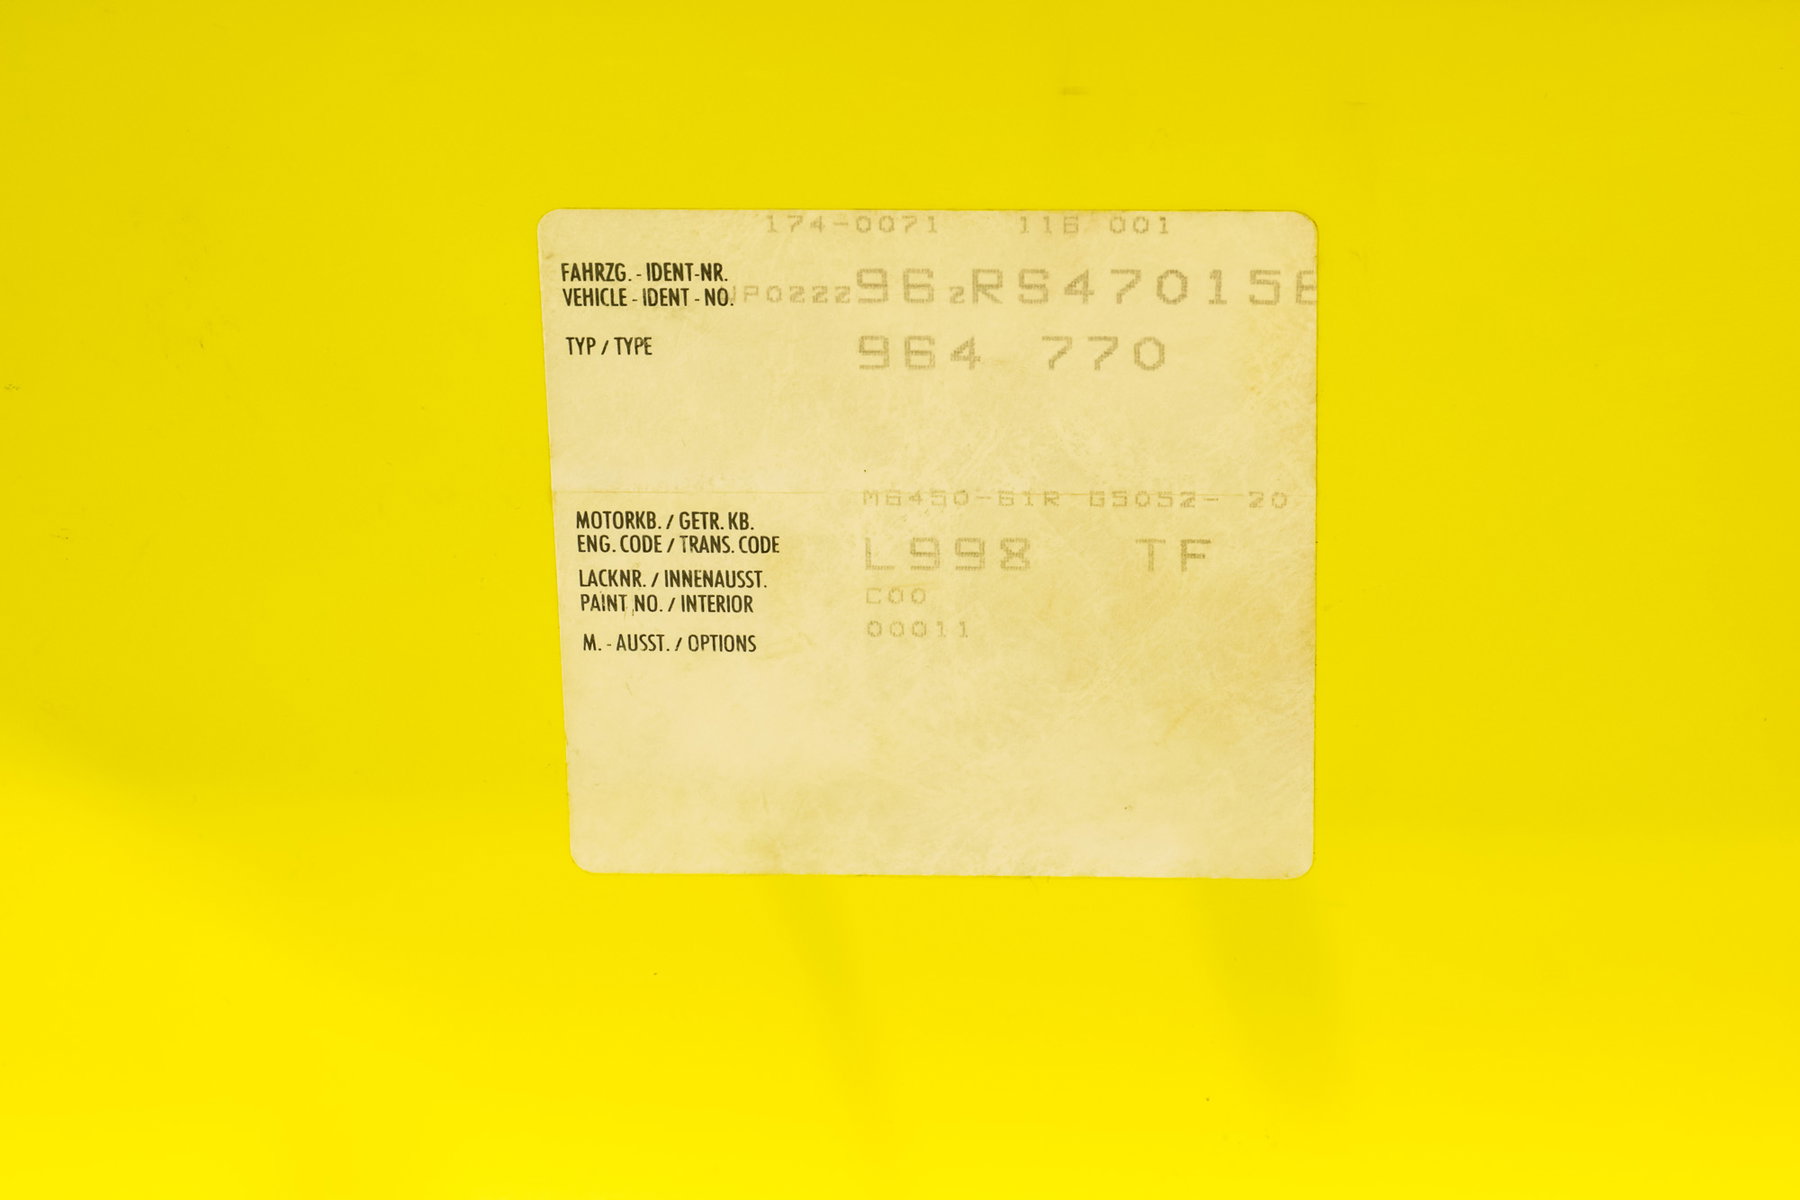 174-0071 116 001
FAHRZG. - IDENT-NR.
VEHICLE - IDENT - NO. WP0ZZZ96ZRS47015
TYP / TYPE 964 770
M6450-61R G5052- 20
MOTORKB. / GETR. KB.
ENG. CODE / TRANS. CODE L998 TF
LACKNR. / INNENAUSST. C00
PAINT NO. / INTERIOR
M. - AUSST. / OPTIONS 00011